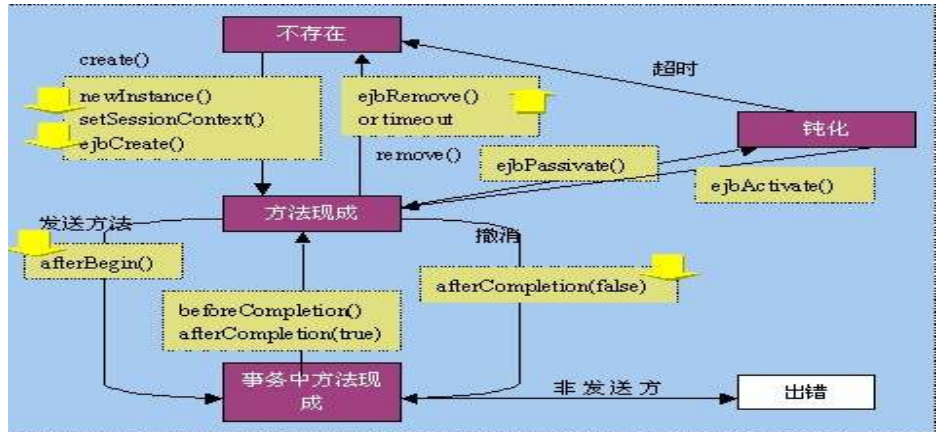 不存在
create()
newInstance()
setSessionContext()
ejbCreate()
ejbRemove()
or timeout
remove()
超时
钝化
ejbPassivate()
ejbActivate()
方法现成
发送方法
afterBegin()
撤消
afterCompletion(false)
beforeCompletion()
afterCompletion(true)
事务中方法现
成
非发送方
出错